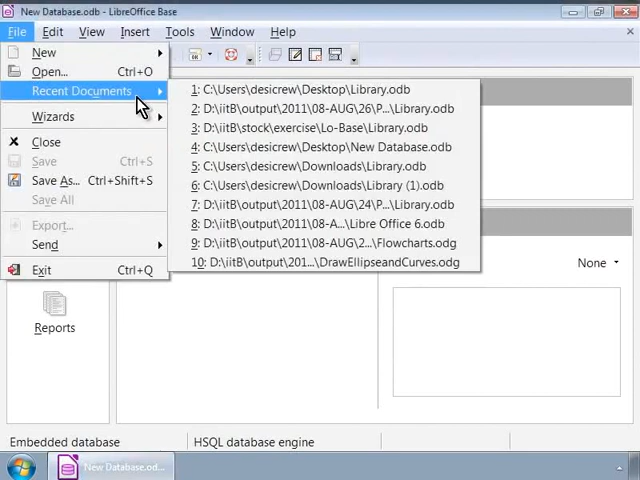 New Database.odb - LibreOffice Base
File Edit View Insert Tools Window Help
New
Open... Ctrl+O
Recent Documents
Wizards
Close
Save Ctrl+S
Save As... Ctrl+Shift+S
Save All
Export...
Send
Exit Ctrl+Q
1: C:\Users\desicrew\Desktop\Library.odb
2: D:\iitB\output\2011\08-AUG\26\P...\Library.odb
3: D:\iitB\stock\exercise\Lo-Base\Library.odb
4: C:\Users\desicrew\Desktop\New Database.odb
5: C:\Users\desicrew\Downloads\Library.odb
6: C:\Users\desicrew\Downloads\Library (1).odb
7: D:\iitB\output\2011\08-AUG\24\P...\Library.odb
8: D:\iitB\output\2011\08-A...\Libre Office 6.odb
9: D:\iitB\output\2011\08-AUG\2...\Flowcharts.odg
10: D:\iitB\output\201...\DrawEllipseandCurves.odg
None
Reports
Embedded database HSQL database engine
New Database.od...